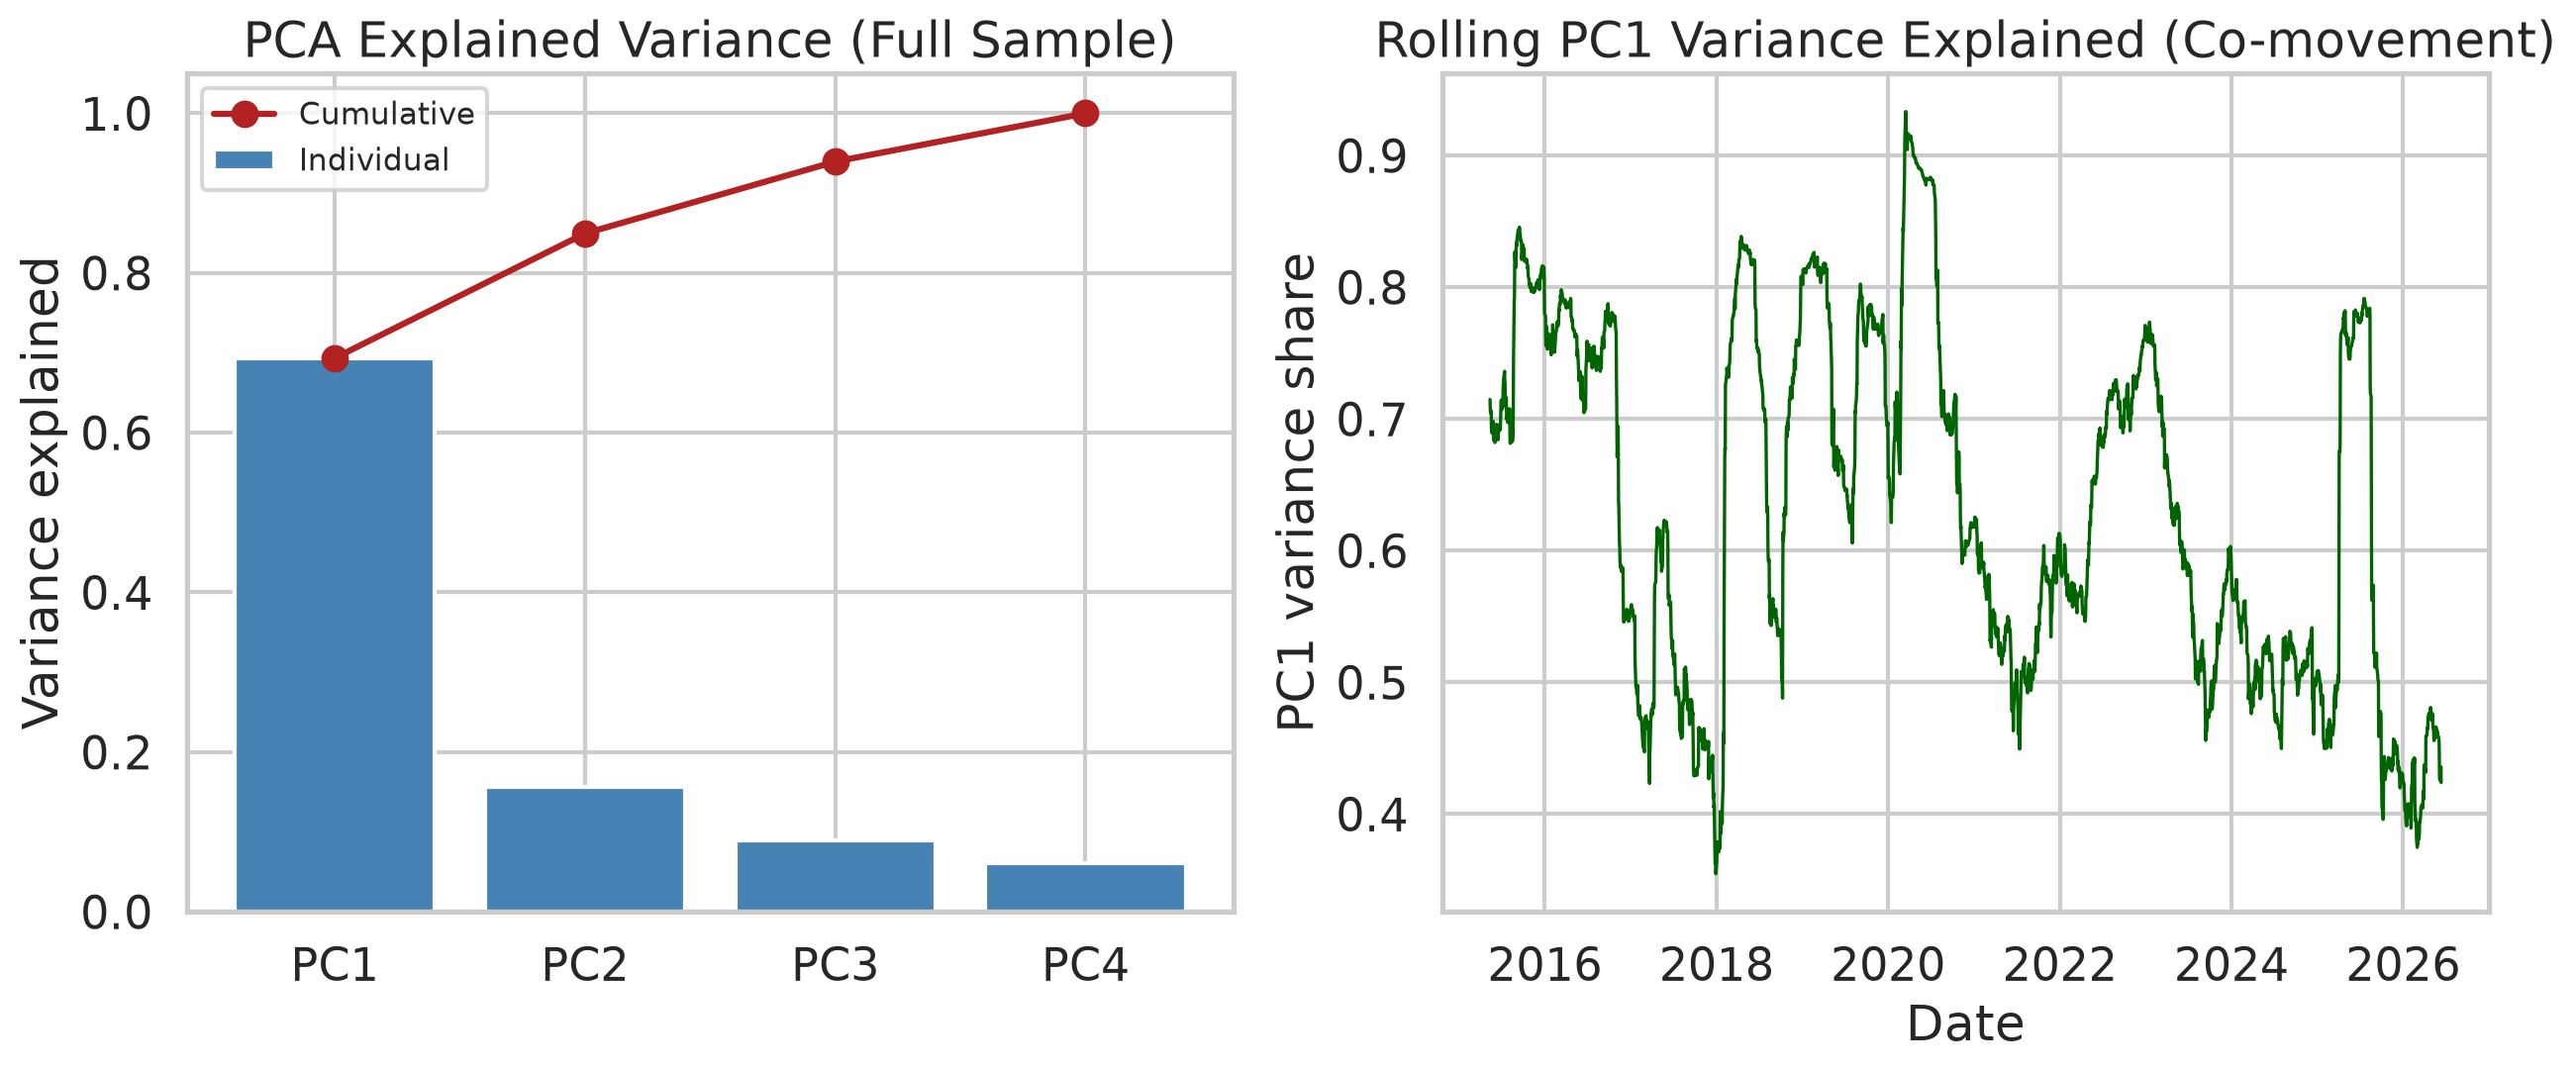 PCA Explained Variance (Full Sample)
Variance explained
1.0
0.8
0.6
0.4
0.2
0.0
Cumulative
Individual
PC1 PC2 PC3 PC4
Rolling PC1 Variance Explained (Co-movement)
PC1 variance share
0.9
0.8
0.7
0.6
0.5
0.4
2016 2018 2020 2022 2024 2026
Date